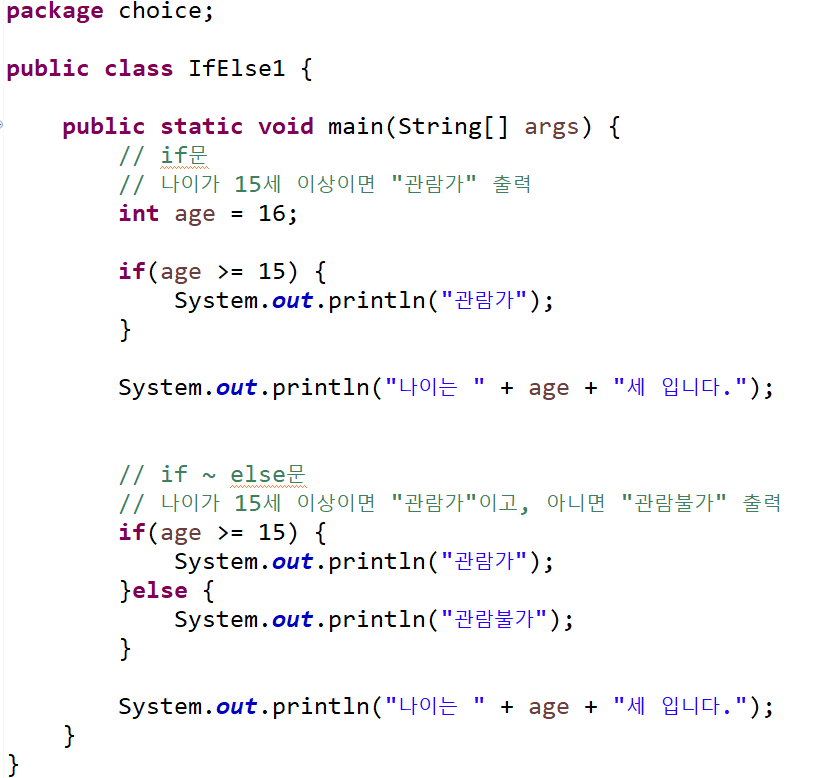 package choice;
public class IfElse1 {
public static void main(String[] args) {
// if문
// 나이가 15세 이상이면 "관람가" 출력
int age = 16;
if(age >= 15) {
System.out.println("관람가");
}
System.out.println("나이는 " + age + "세 입니다.");
// if ~ else문
// 나이가 15세 이상이면 "관람가"이고, 아니면 "관람불가" 출력
if(age >= 15) {
System.out.println("관람가");
}else {
System.out.println("관람불가");
}
System.out.println("나이는 " + age + "세 입니다.");
}
}